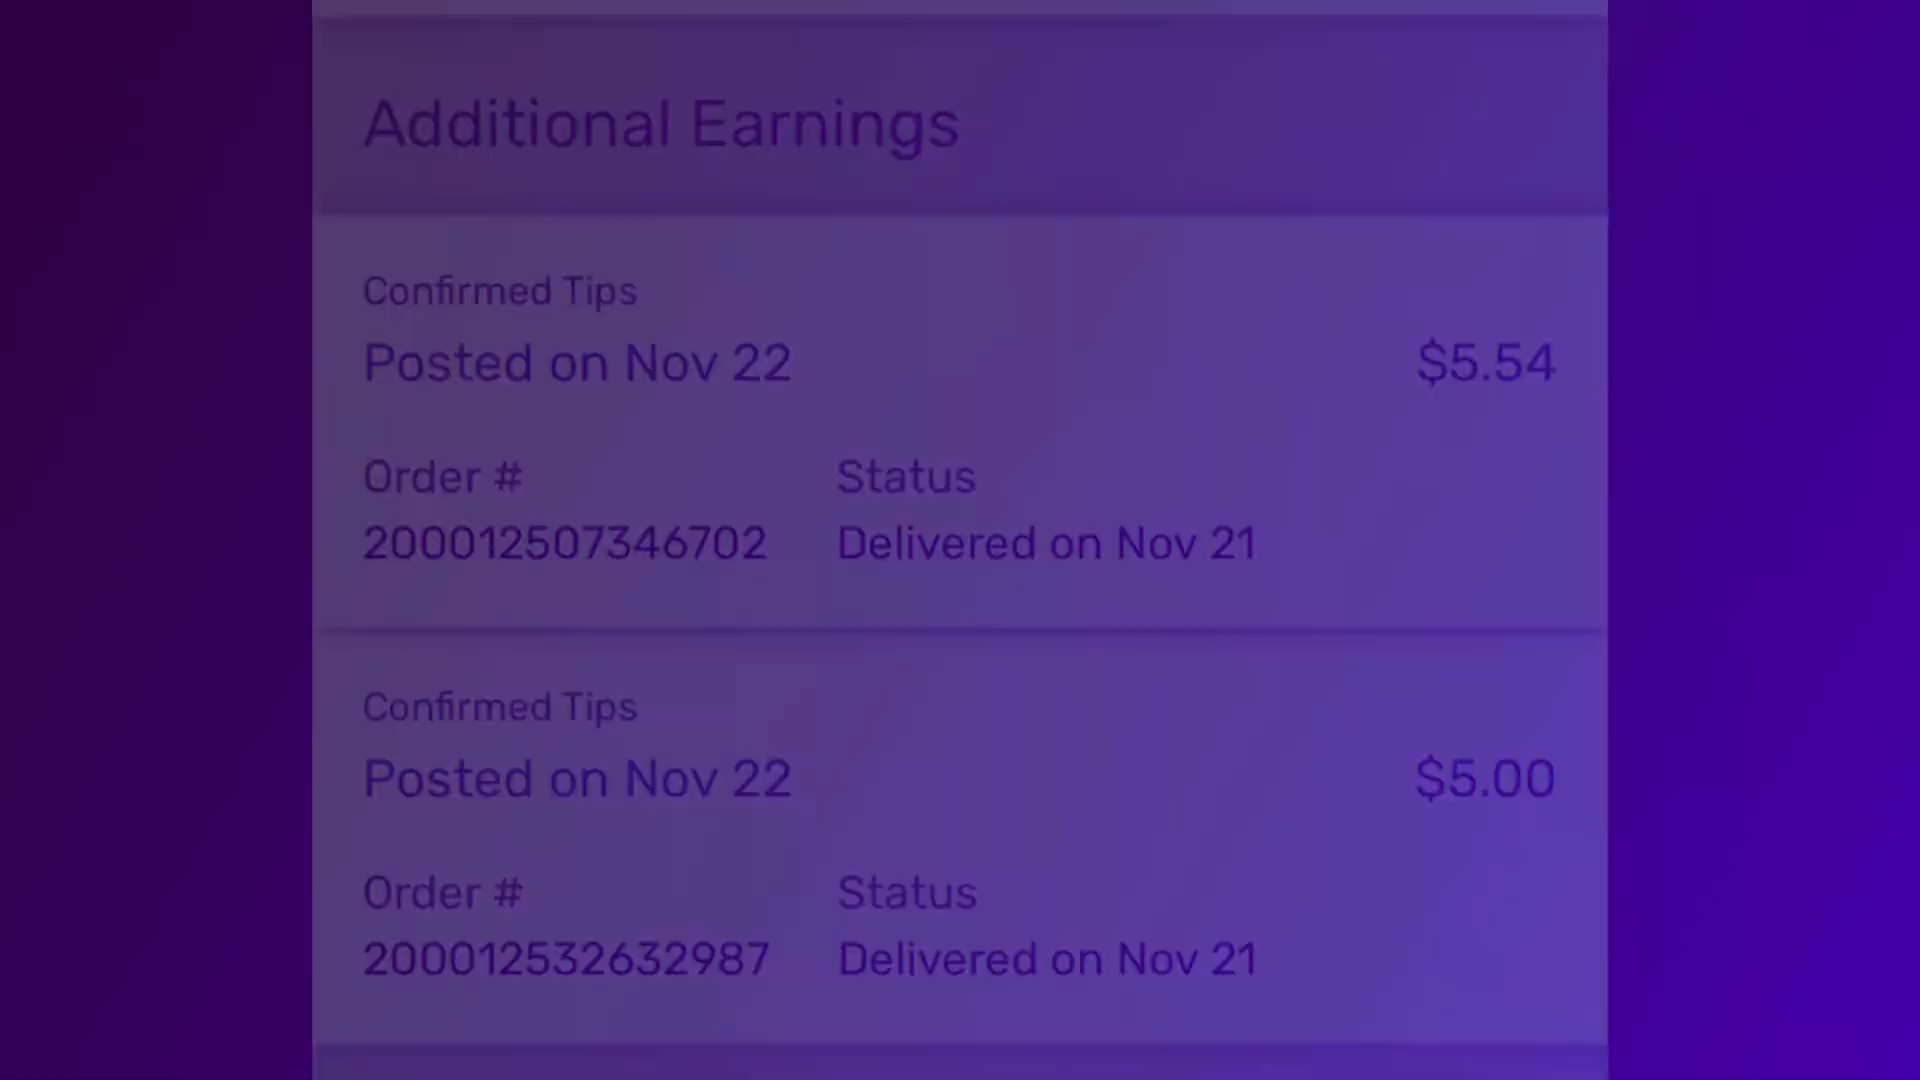 Additional Earnings
Confirmed Tips
Posted on Nov 22 $5.54
Order # Status
200012507346702 Delivered on Nov 21
Confirmed Tips
Posted on Nov 22 $5.00
Order # Status
200012532632987 Delivered on Nov 21